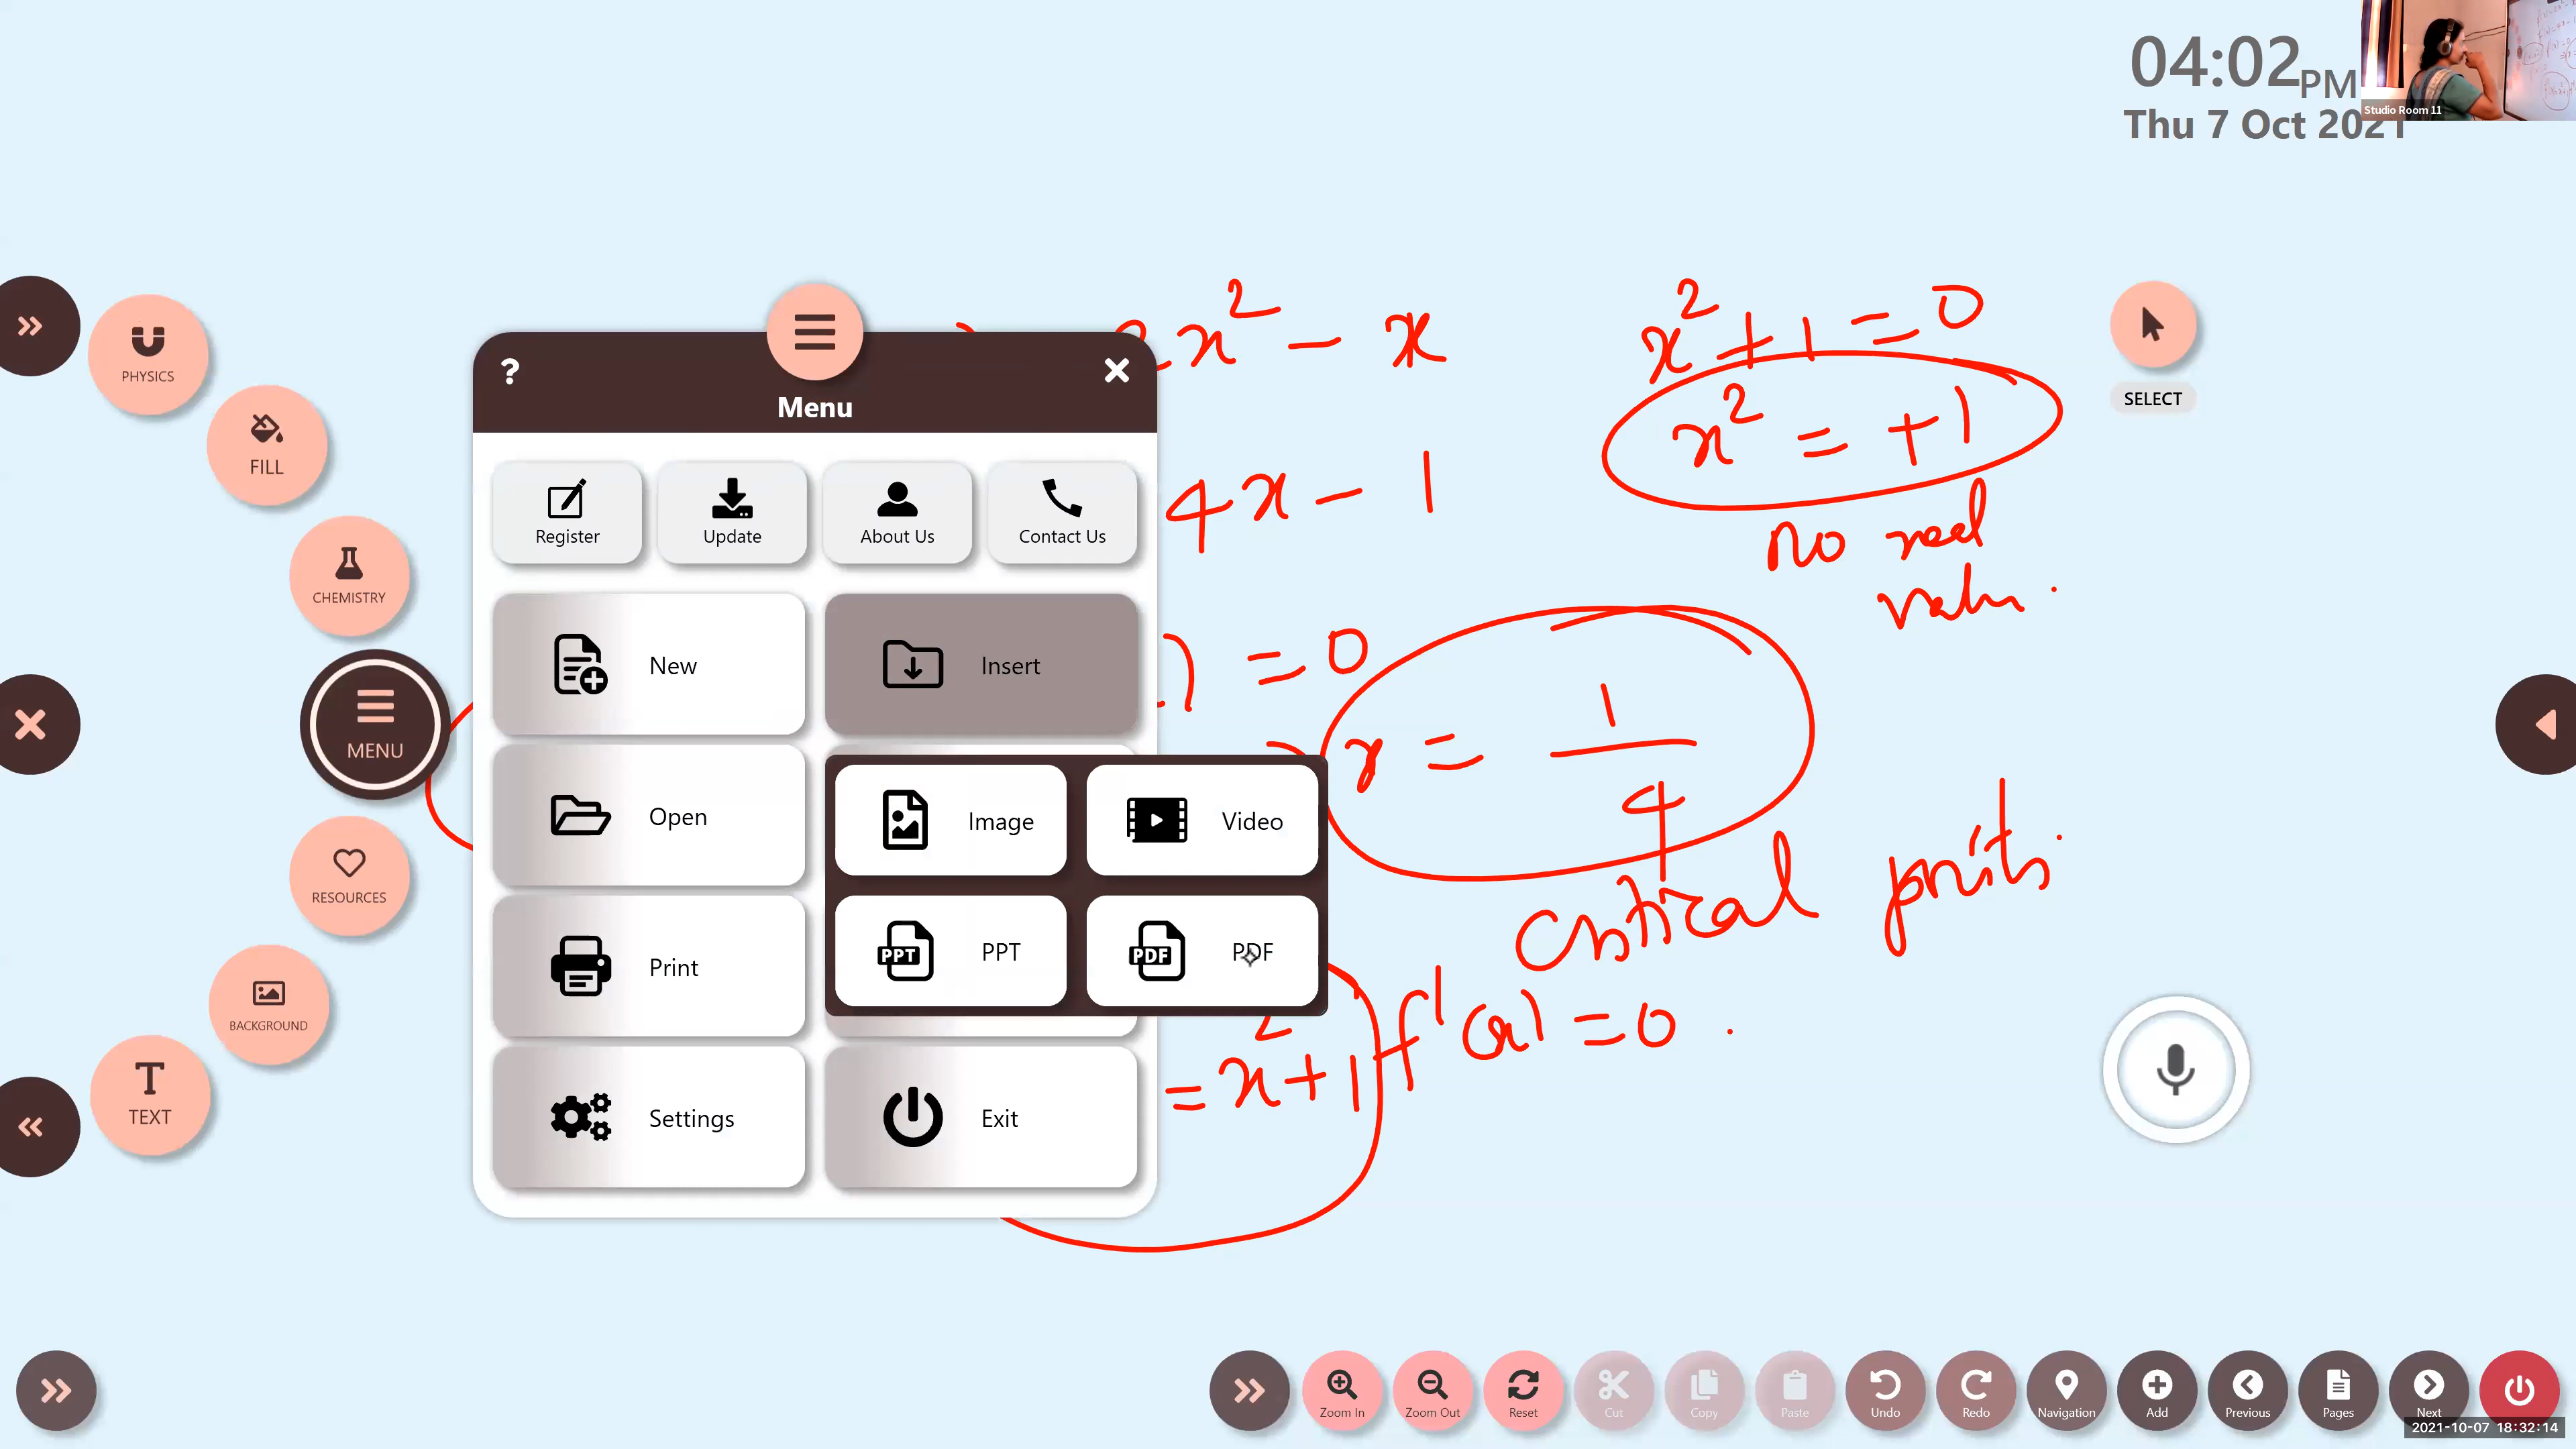 04:02 PM
Thu 7 Oct 2021
Studio Room 11
PHYSICS
FILL
CHEMISTRY
MENU
RESOURCES
BACKGROUND
TEXT
?
Menu
Register
Update
About Us
Contact Us
New
Insert
Open
Image
Video
PPT
PPT
PDF
PDF
Print
Settings
Exit
2x² - x
4x - 1
) = 0
x = 1/4
critical points.
= x² + 1
f'(x) = 0.
x² + 1 = 0
x² = +1
no real
SELECT
Zoom In
Zoom Out
Reset
Cut
Copy
Paste
Undo
Redo
Navigation
Add
Previous
Pages
Next
2021-10-07 18:32:14